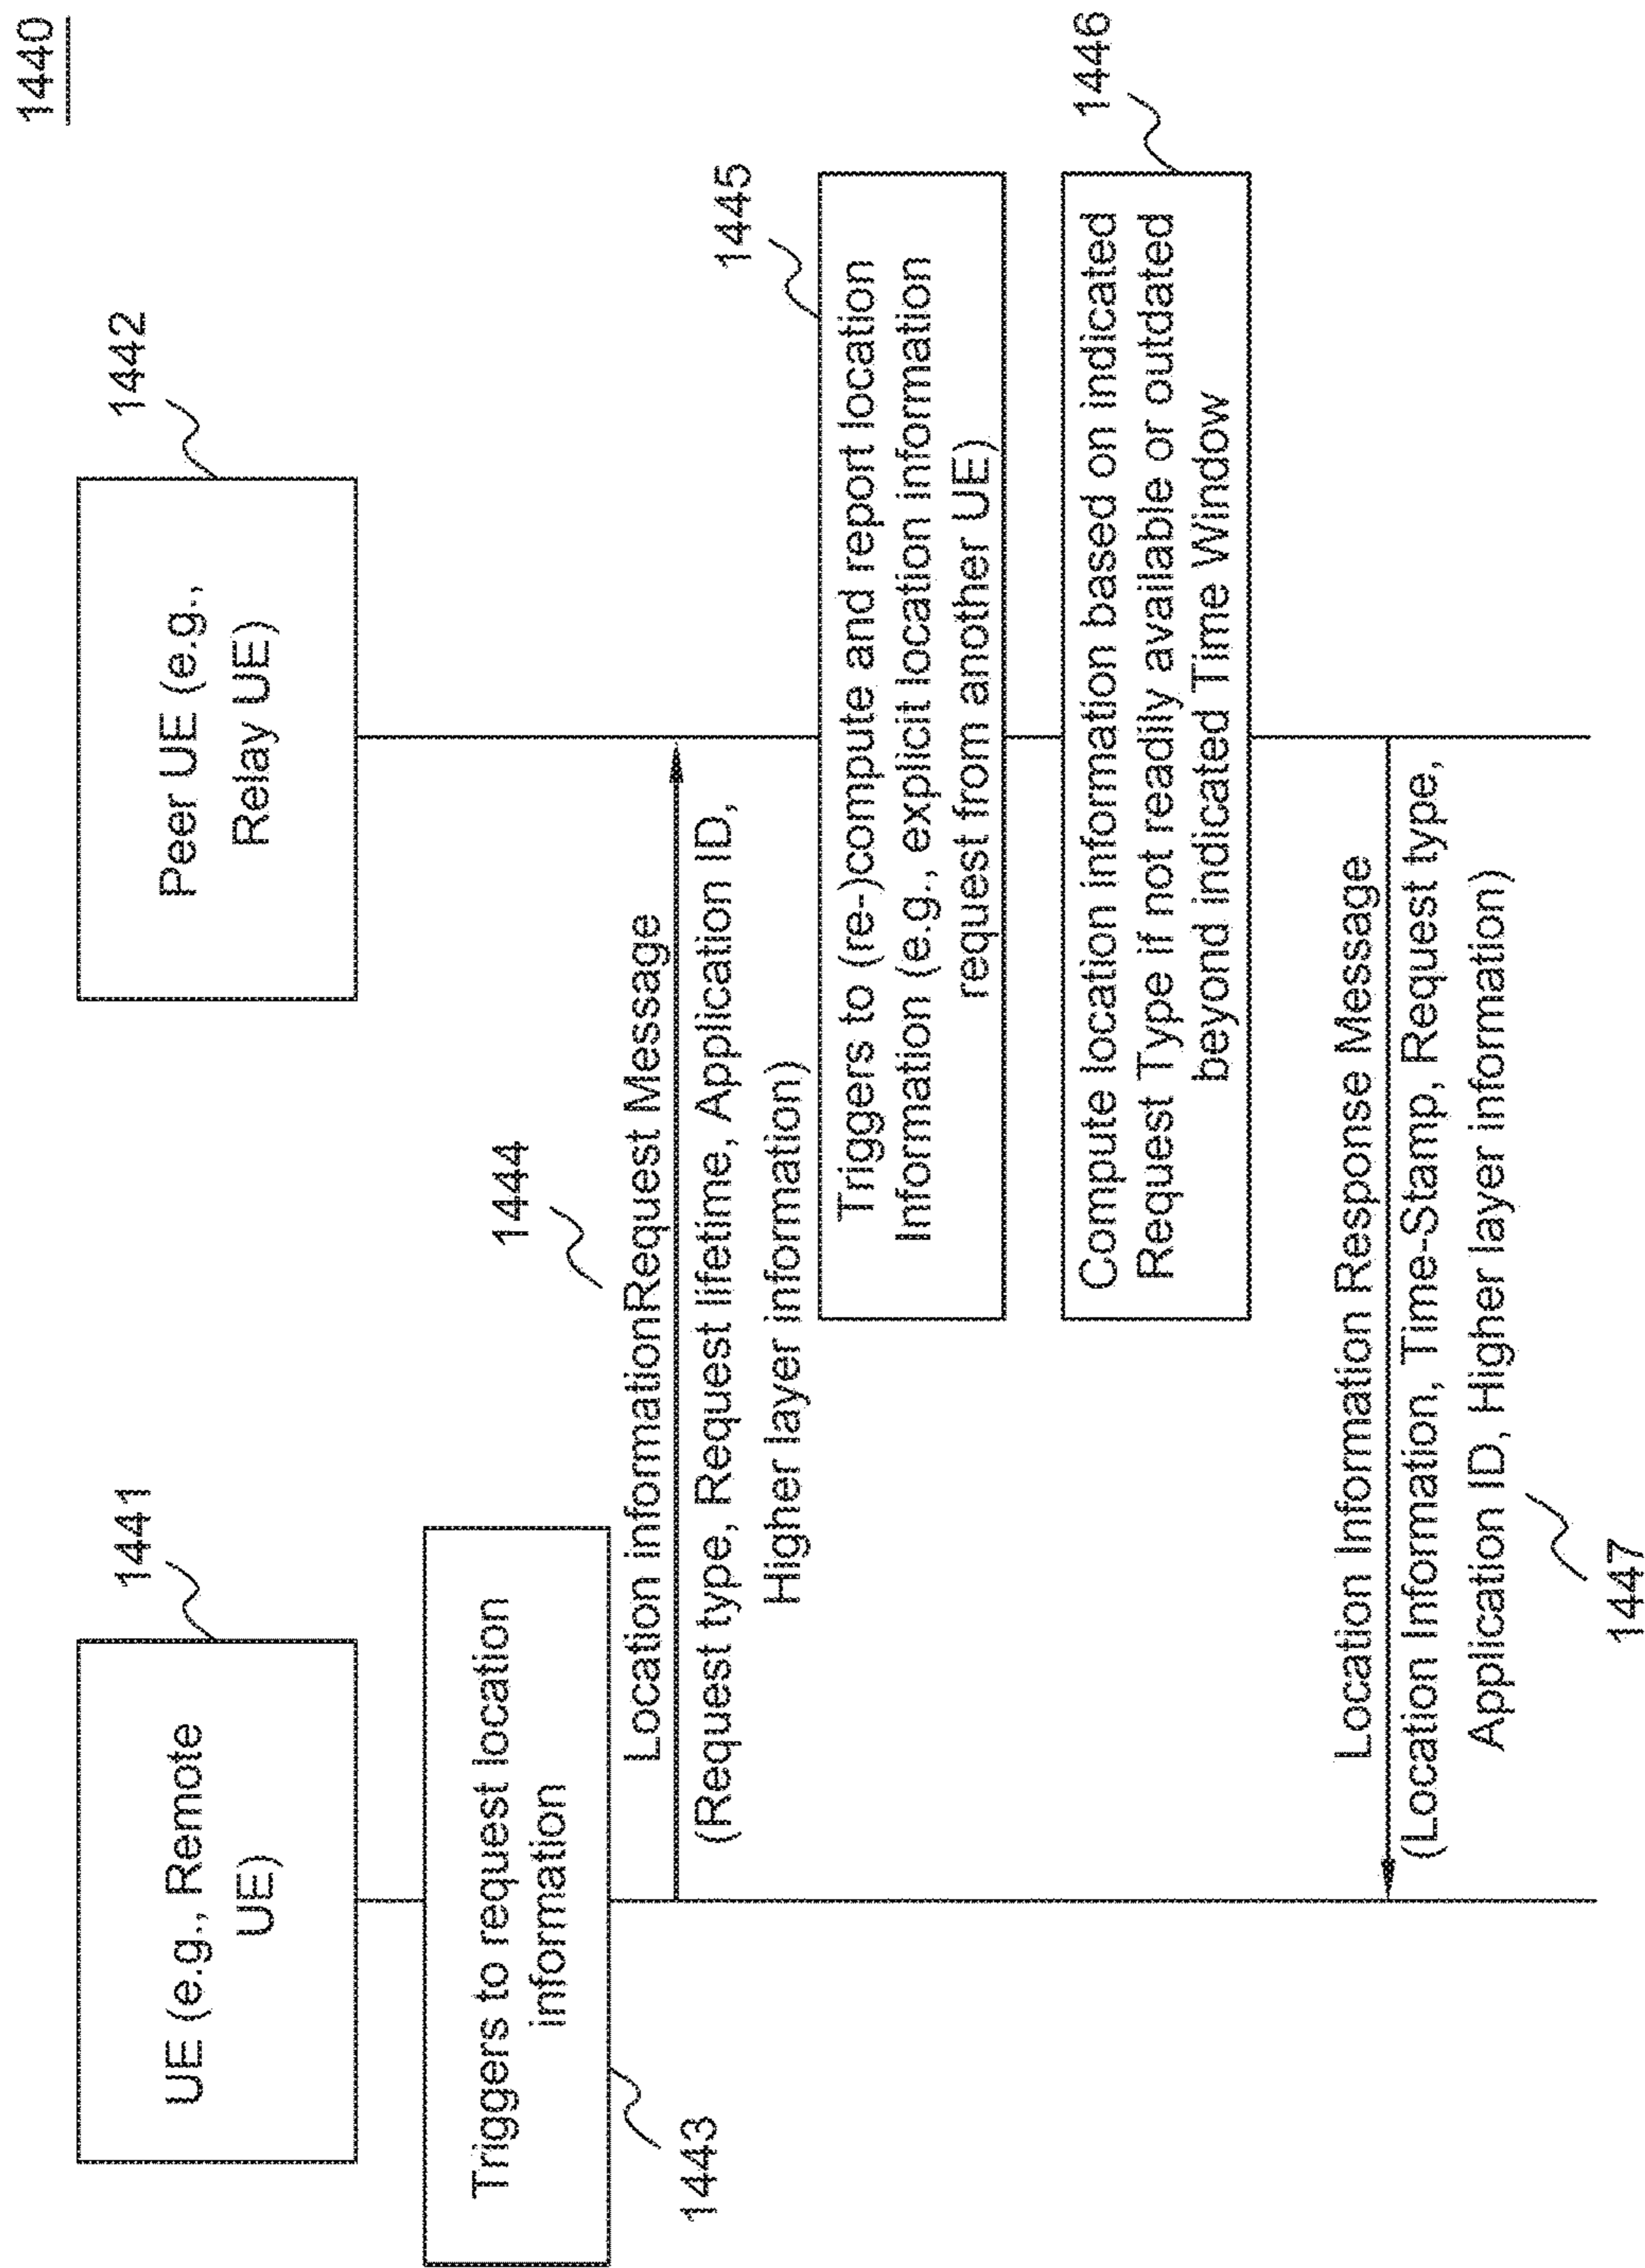 1440
1441
UE (e.g., Remote
UE)
1442
Peer UE (e.g.,
Relay UE)
Triggers to request location
information
1443
1444
Location informationRequest Message
(Request type, Request lifetime, Application ID,
Higher layer information)
1445
Triggers to (re-)compute and report location
Information (e.g., explicit location information
request from another UE)
1446
Compute location information based on indicated
Request Type if not readily available or outdated
beyond indicated Time Window
Location Information Response Message
(Location Information, Time-Stamp, Request type,
Application ID, Higher layer information)
1447